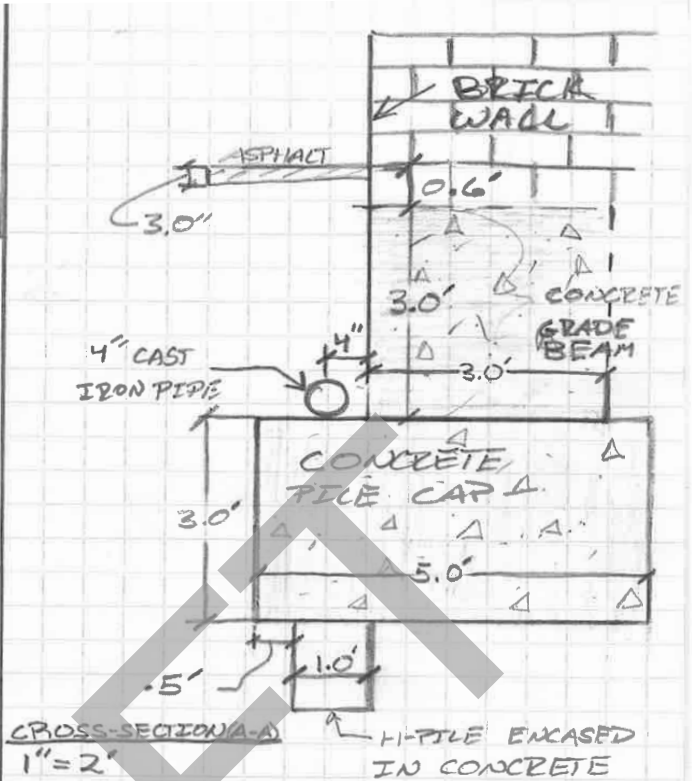 BRICK
WALL
ASPHALT
0.6'
3.0"
3.0'
CONCRETE
GRADE
BEAM
4"
4" CAST
IRON PIPE
3.0'
CONCRETE
PILE CAP
3.0'
5.0'
.5'
1.0'
CROSS-SECTION (A-A)
1"=2'
H-PILE ENCASED
IN CONCRETE